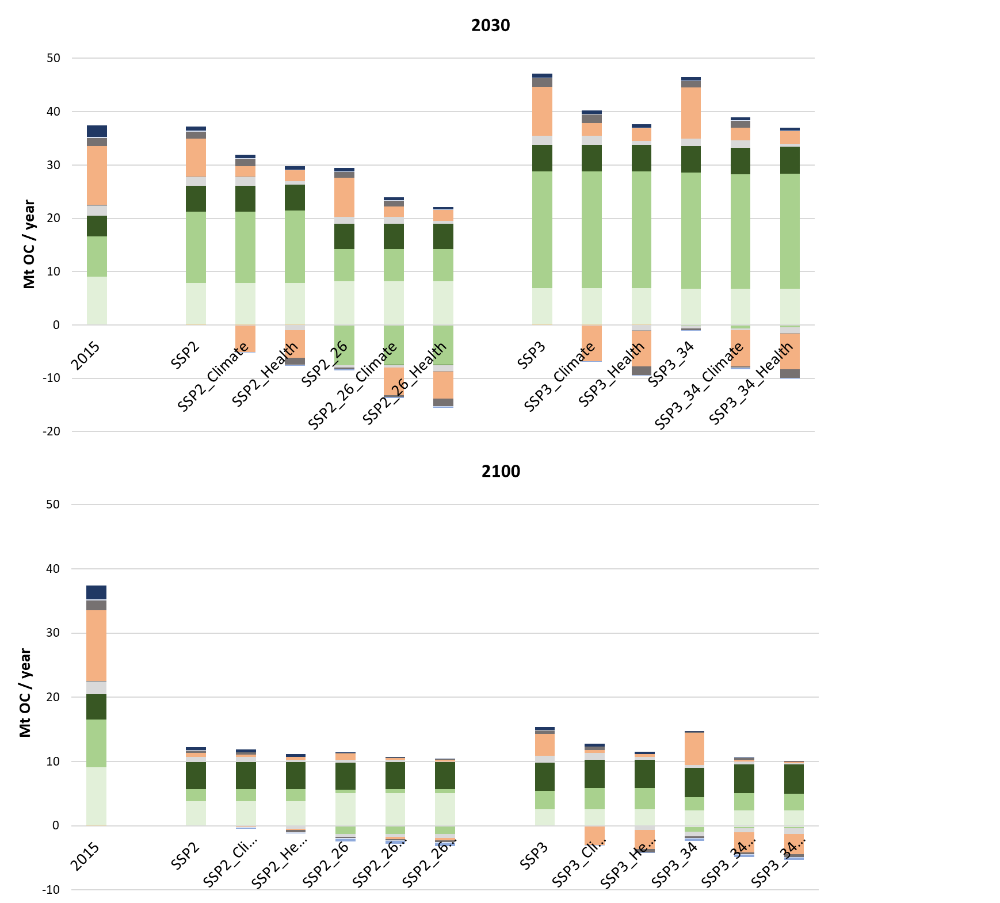 2030
50
40
30
20
10
0
-10
-20
Mt OC / year
2015
SSP2
SSP2_Climate
SSP2_Health
SSP2_26
SSP2_26_Climate
SSP2_26_Health
SSP3
SSP3_Climate
SSP3_Health
SSP3_34
SSP3_34_Climate
SSP3_34_Health
2100
50
40
30
20
10
0
-10
Mt OC / year
2015
SSP2
SSP2_Cli...
SSP2_He...
SSP2_26
SSP2_26...
SSP2_26...
SSP3
SSP3_Cli...
SSP3_He...
SSP3_34
SSP3_34...
SSP3_34...